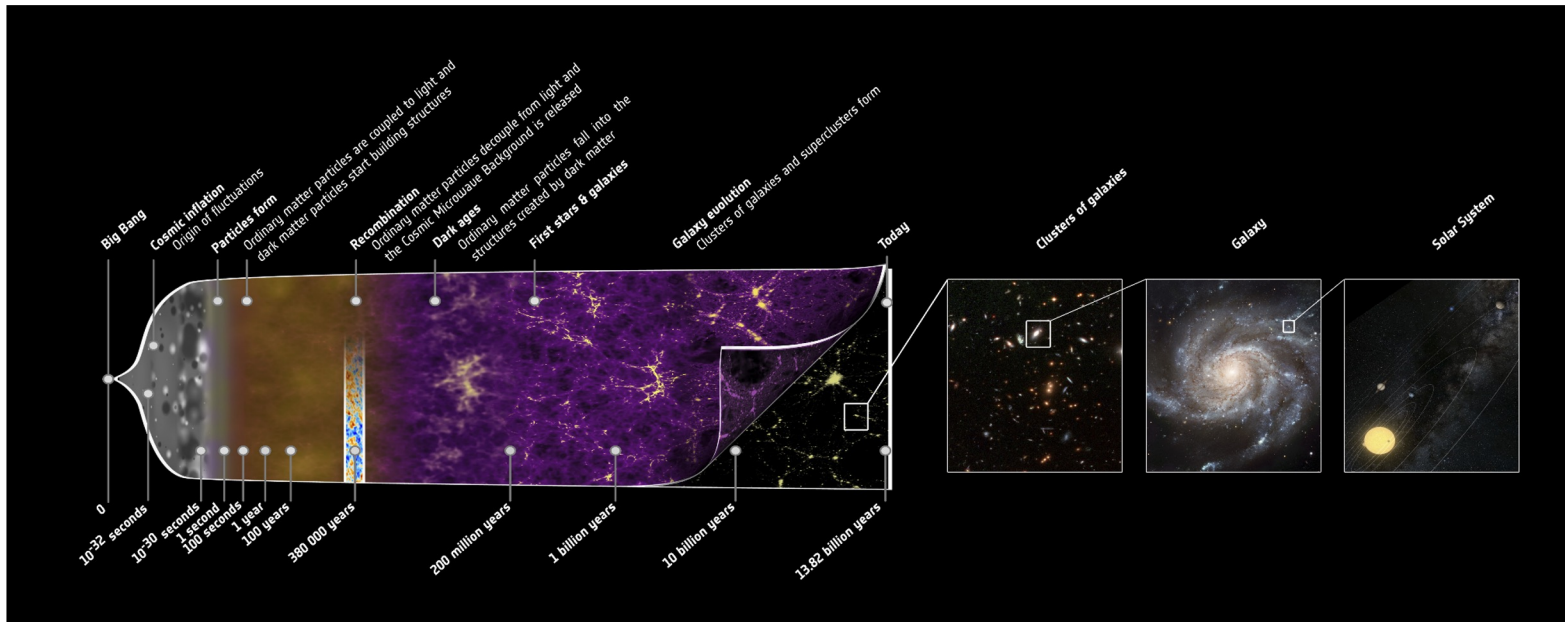 Big Bang
Cosmic inflation
Origin of fluctuations
Particles form
Ordinary matter particles are coupled to light and
dark matter particles start building structures
Recombination
Ordinary matter particles decouple from light and
the Cosmic Microwave Background is released
Dark ages
Ordinary matter particles fall into the
structures created by dark matter
First stars & galaxies
Galaxy evolution
Clusters of galaxies and superclusters form
Today
Clusters of galaxies
Galaxy
Solar System
0
10-32 seconds
10-30 seconds
1 second
100 seconds
1 year
100 years
380 000 years
200 million years
1 billion years
10 billion years
13.82 billion years